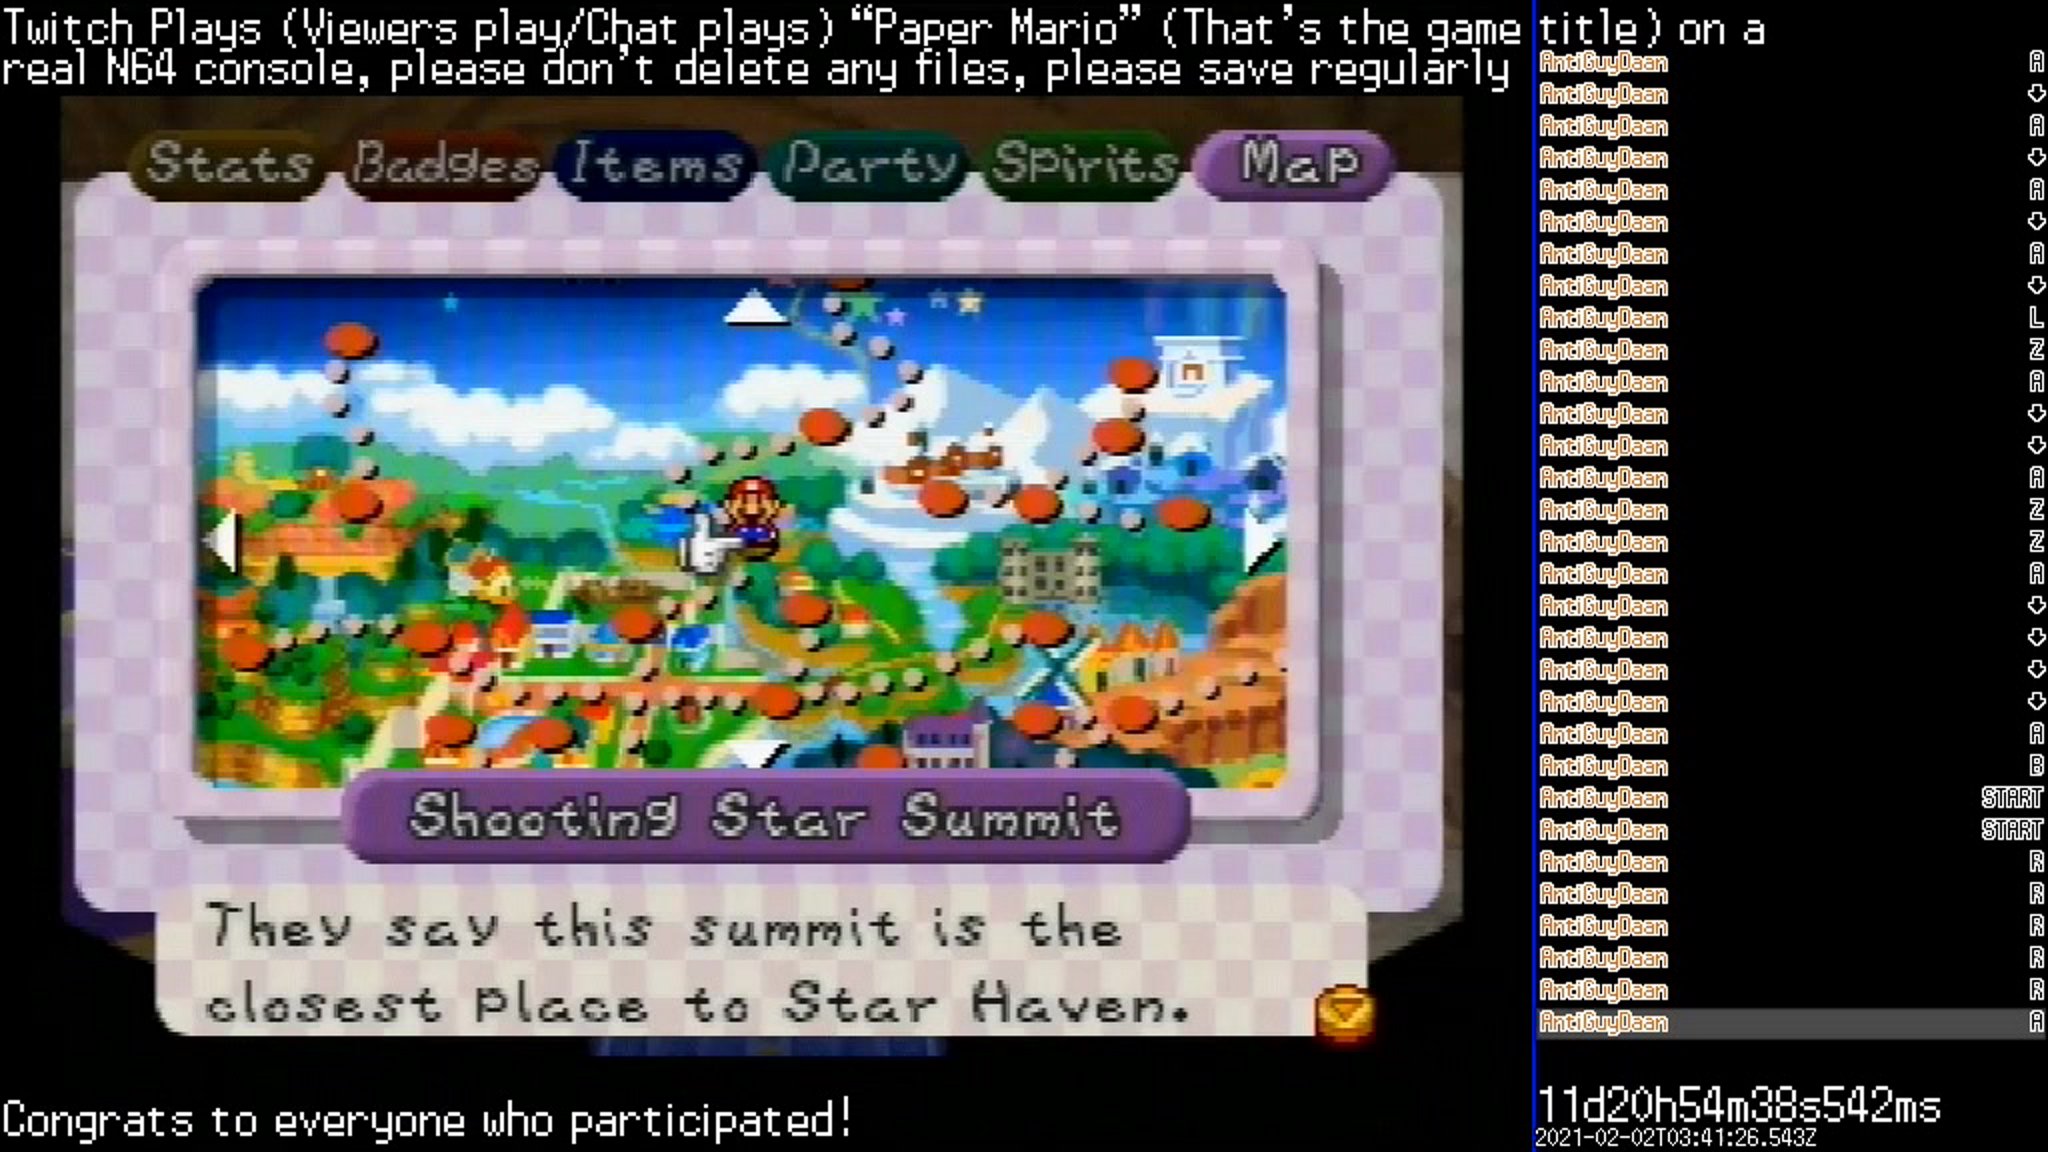 Twitch Plays (Viewers play/Chat plays) “Paper Mario” (That's the game title) on a
real N64 console, please don't delete any files, please save regularly
Stats Badges Items Party Spirits Map
Shooting Star Summit
They say this summit is the
closest place to Star Haven.
Congrats to everyone who participated!
AntiGuyDaan A
AntiGuyDaan ↓
AntiGuyDaan A
AntiGuyDaan ↓
AntiGuyDaan A
AntiGuyDaan ↓
AntiGuyDaan A
AntiGuyDaan ↓
AntiGuyDaan L
AntiGuyDaan Z
AntiGuyDaan A
AntiGuyDaan ↓
AntiGuyDaan ↓
AntiGuyDaan A
AntiGuyDaan Z
AntiGuyDaan Z
AntiGuyDaan A
AntiGuyDaan ↓
AntiGuyDaan ↓
AntiGuyDaan ↓
AntiGuyDaan ↓
AntiGuyDaan A
AntiGuyDaan B
AntiGuyDaan START
AntiGuyDaan START
AntiGuyDaan R
AntiGuyDaan R
AntiGuyDaan R
AntiGuyDaan R
AntiGuyDaan R
AntiGuyDaan A
11d20h54m38s542ms
2021-02-02T03:41:26.543Z